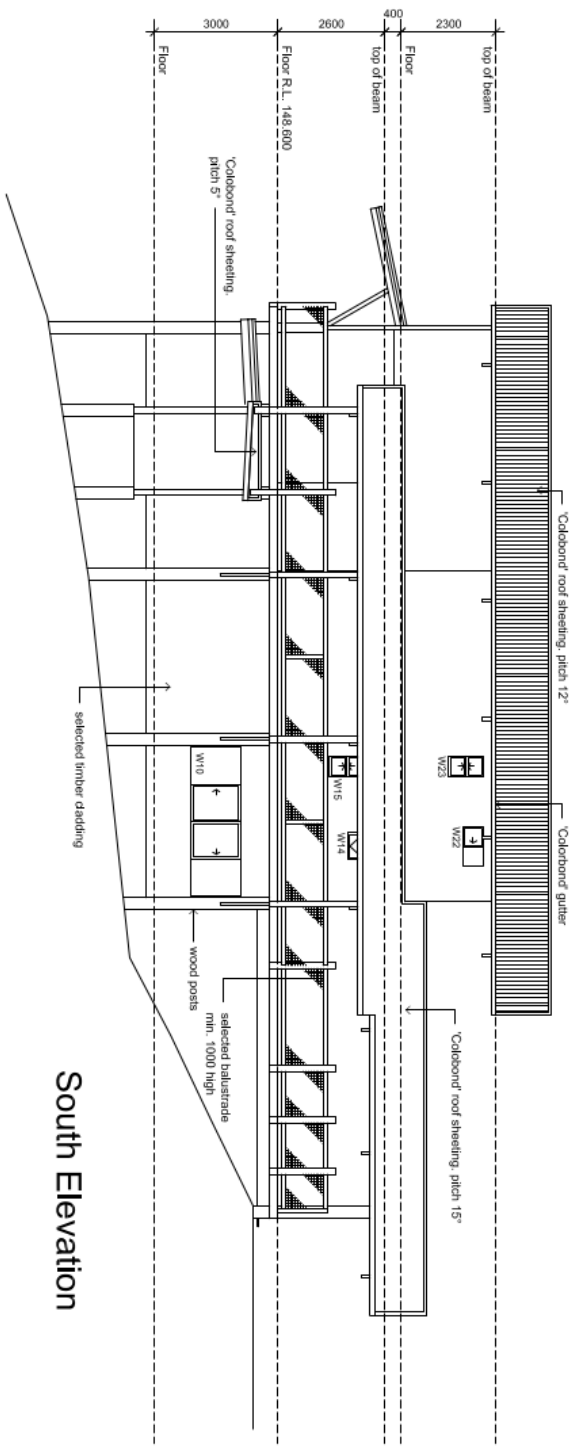 South Elevation
top of beam
2300
Floor
400
top of beam
2600
Floor R.L. 148.600
3000
Floor
'Colobond' roof sheeting. pitch 12°
'Colorbond' gutter
'Colobond' roof sheeting. pitch 15°
'Colobond' roof sheeting.
pitch 5°
W23
W22
W15
W14
W10
selected balustrade
min. 1000 high
wood posts
selected timber cladding